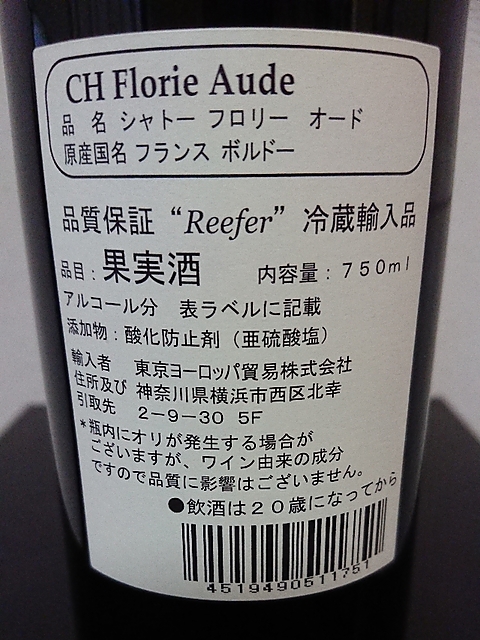 CH Florie Aude
品 名 シャトー フロリー オード
原産国名 フランス ボルドー
品質保証 “Reefer” 冷蔵輸入品
品目：果実酒 内容量：750ml
アルコール分 表ラベルに記載
添加物：酸化防止剤（亜硫酸塩）
輸入者 東京ヨーロッパ貿易株式会社
住所及び 神奈川県横浜市西区北幸
引取先 2-9-30 5F
*瓶内にオリが発生する場合が
ございますが、ワイン由来の成分
ですので品質に影響はございません。
●飲酒は20歳になってから
4519490511751